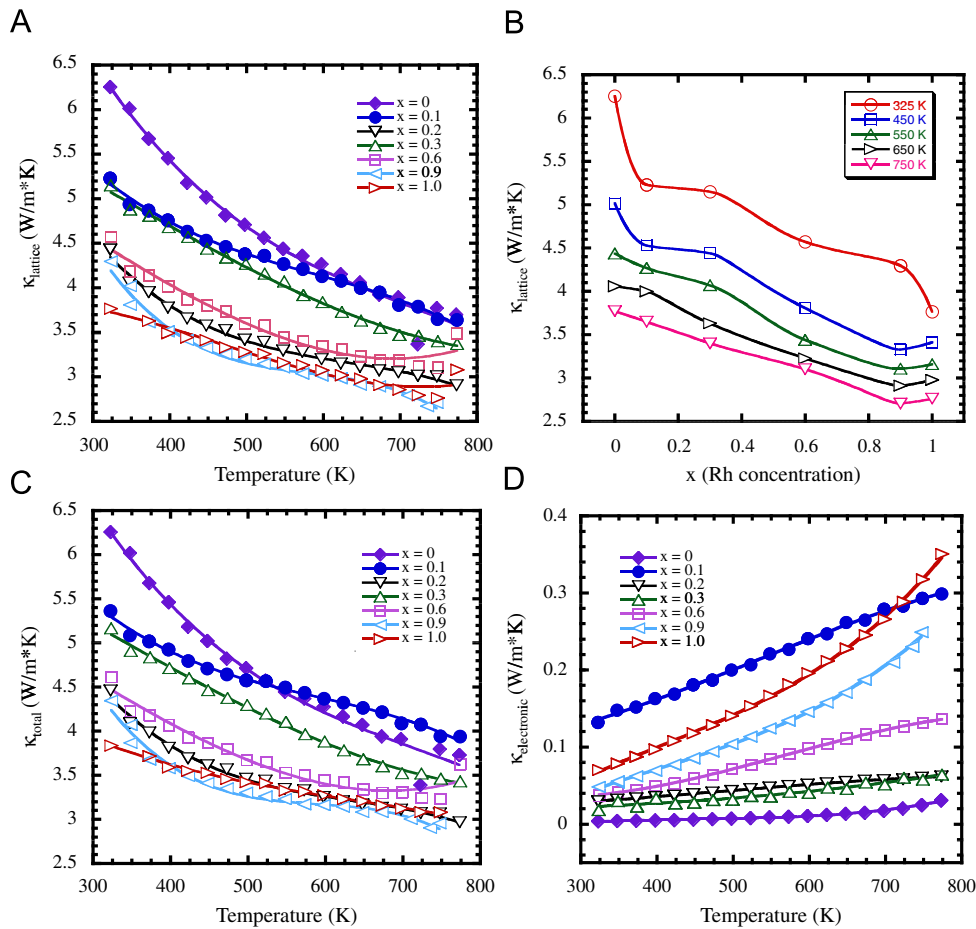 A
6.5
6
5.5
5
4.5
4
3.5
3
2.5
κlattice (W/m*K)
x = 0
x = 0.1
x = 0.2
x = 0.3
x = 0.6
x = 0.9
x = 1.0
300 400 500 600 700 800
Temperature (K)
B
6.5
6
5.5
5
4.5
4
3.5
3
2.5
κlattice (W/m*K)
325 K
450 K
550 K
650 K
750 K
0 0.2 0.4 0.6 0.8 1
x (Rh concentration)
C
6.5
6
5.5
5
4.5
4
3.5
3
2.5
κtotal (W/m*K)
x = 0
x = 0.1
x = 0.2
x = 0.3
x = 0.6
x = 0.9
x = 1.0
300 400 500 600 700 800
Temperature (K)
D
0.4
0.3
0.2
0.1
0
κelectronic (W/m*K)
x = 0
x = 0.1
x = 0.2
x = 0.3
x = 0.6
x = 0.9
x = 1.0
300 400 500 600 700 800
Temperature (K)